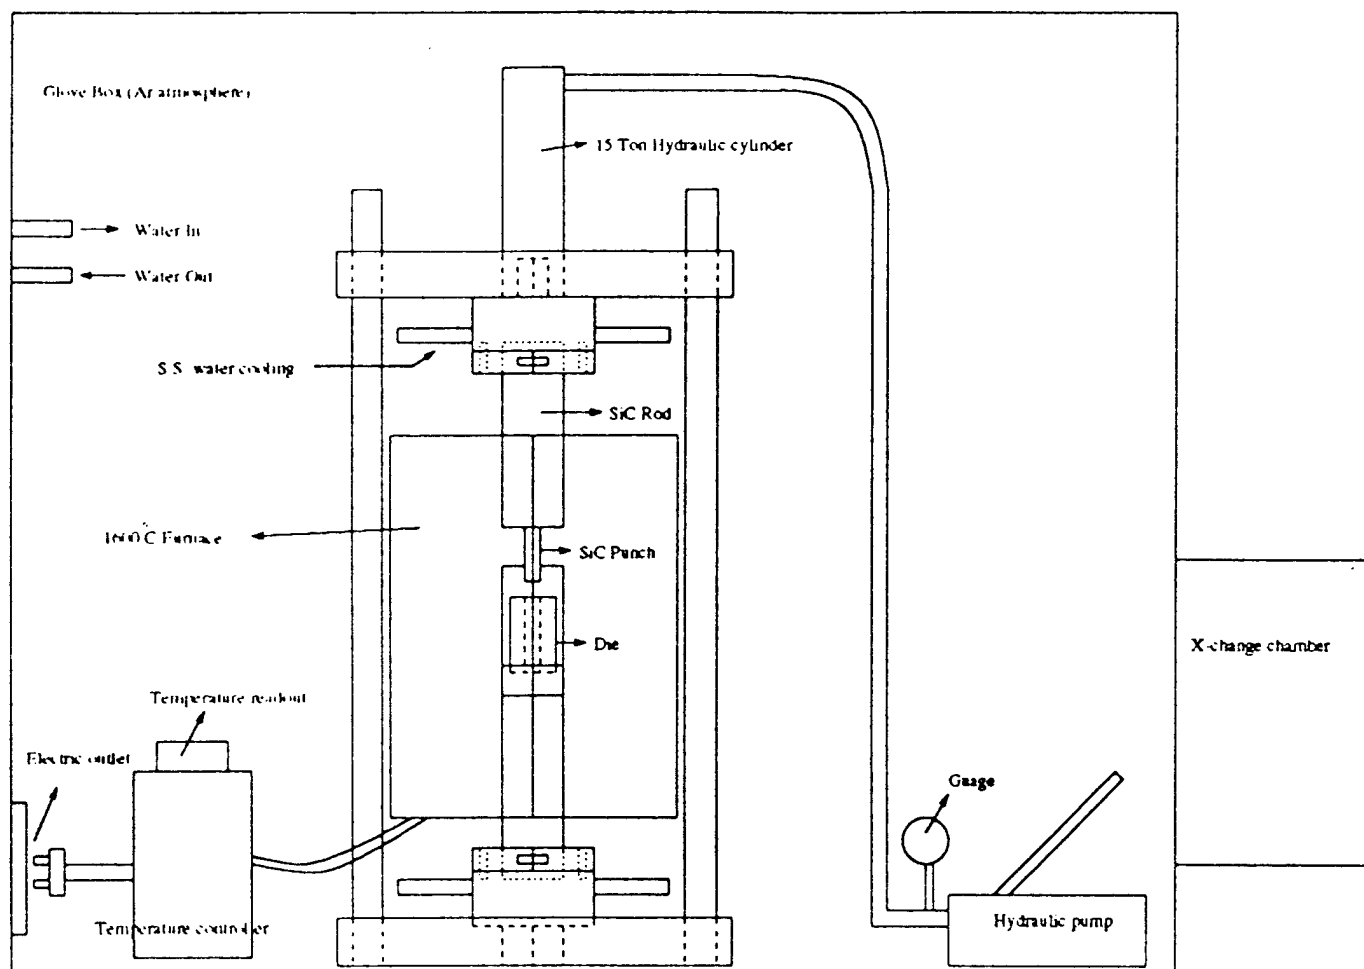 Glove Box (Ar atmosphere)
15 Ton Hydraulic cylinder
Water In
Water Out
S.S. water cooling
SiC Rod
1600°C Furnace
SiC Punch
Die
X-change chamber
Temperature readout
Electric outlet
Guage
Temperature controller
Hydraulic pump